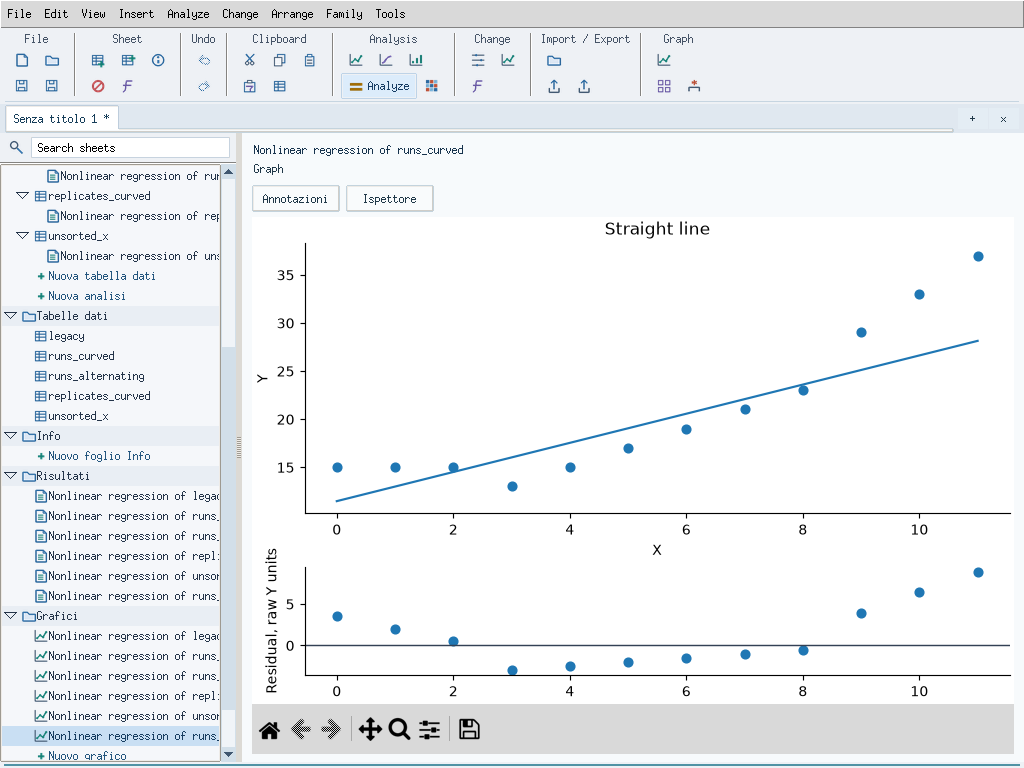 File Edit View Insert Analyze Change Arrange Family Tools
File Sheet Undo Clipboard Analysis Change Import / Export Graph
Analyze
Senza titolo 1 *
+ ×
Search sheets
Nonlinear regression of rur
replicates_curved
Nonlinear regression of rep
unsorted_x
Nonlinear regression of uns
+ Nuova tabella dati
+ Nuova analisi
Tabelle dati
legacy
runs_curved
runs_alternating
replicates_curved
unsorted_x
Info
+ Nuovo foglio Info
Risultati
Nonlinear regression of legac
Nonlinear regression of runs_
Nonlinear regression of runs_
Nonlinear regression of repl:
Nonlinear regression of unsor
Nonlinear regression of runs_
Grafici
Nonlinear regression of legac
Nonlinear regression of runs_
Nonlinear regression of runs_
Nonlinear regression of repl:
Nonlinear regression of unsor
Nonlinear regression of runs_
+ Nuovo grafico
Nonlinear regression of runs_curved
Graph
Annotazioni Ispettore
Straight line
35
30
25
20
15
Y
0 2 4 6 8 10
X
Residual, raw Y units
5
0
0 2 4 6 8 10